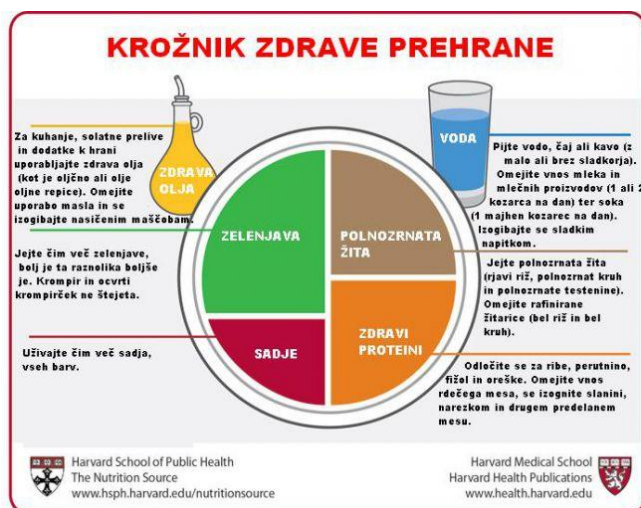 KROŽNIK ZDRAVE PREHRANE
Za kuhanje, solatne prelive
in dodatke k hrani
uporabljajte zdrava olja
(kot je oljčno ali olje
oljne repice). Omejite
uporabo masla in se
izogibajte nasičenim maščobam.
ZDRAVA
OLJA
Jejte čim več zelenjave,
bolj je ta raznolika boljše
je. Krompir in ocvrti
krompirček ne štejeta.
Uživajte čim več sadja,
vseh barv.
ZELENJAVA
SADJE
POLNOZRNATA
ŽITA
ZDRAVI
PROTEINI
VODA
Pijte vodo, čaj ali kavo (z
malo ali brez sladkorja).
Omejite vnos mleka in
mlečnih proizvodov (1 ali 2
kozarca na dan) ter soka
(1 majhen kozarec na dan).
Izogibajte se sladkim
napitkom.
Jejte polnozrnata žita
(rjavi riž, polnozrnat kruh
in polnozrnate testenine).
Omejite rafinirane
žitarice (bel riž in bel
kruh).
Odločite se za ribe, perutnino,
fižol in oreške. Omejite vnos
rdečega mesa, se izognite slanini,
narezkom in drugem predelanem
mesu.
Harvard School of Public Health
The Nutrition Source
www.hsph.harvard.edu/nutritionsource
Harvard Medical School
Harvard Health Publications
www.health.harvard.edu